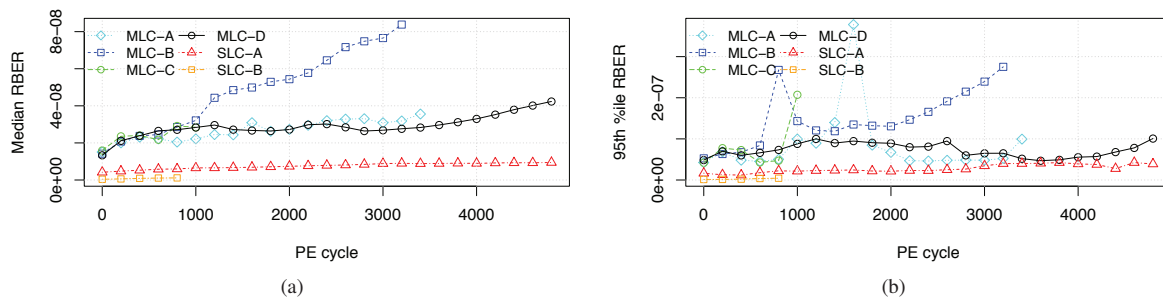 Median RBER
0e+00 4e-08 8e-08
MLC-A
MLC-B
MLC-C
MLC-D
SLC-A
SLC-B
0 1000 2000 3000 4000
PE cycle
(a)
95th %ile RBER
0e+00 2e-07
MLC-A
MLC-B
MLC-C
MLC-D
SLC-A
SLC-B
0 1000 2000 3000 4000
PE cycle
(b)